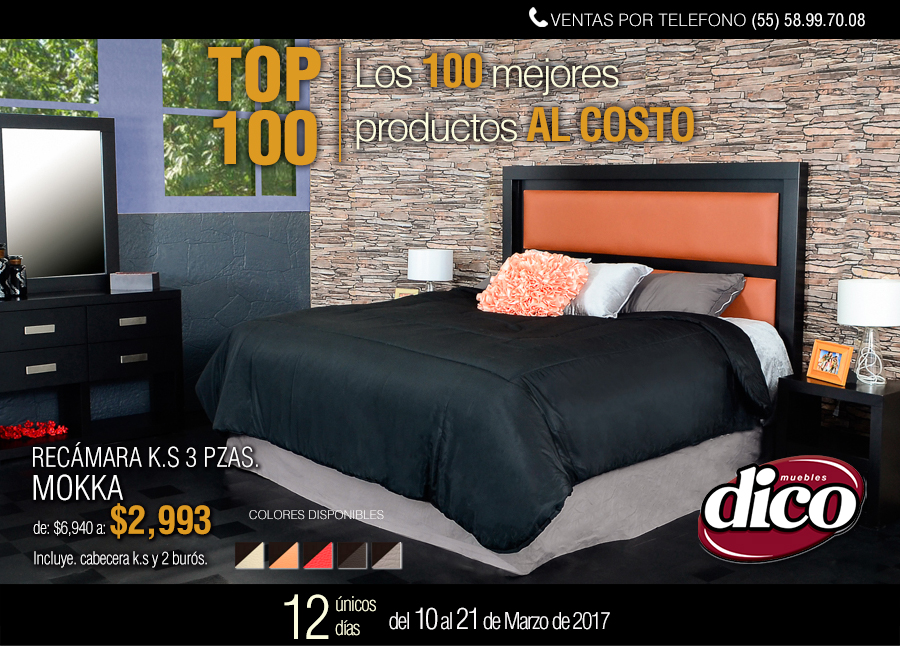 VENTAS POR TELEFONO (55) 58.99.70.08
TOP
100
Los 100 mejores
productos AL COSTO
RECÁMARA K.S 3 PZAS.
MOKKA
de: $6,940 a: $2,993
Incluye. cabecera k.s y 2 burós.
COLORES DISPONIBLES
muebles
dico
12 únicos
días
del 10 al 21 de Marzo de 2017